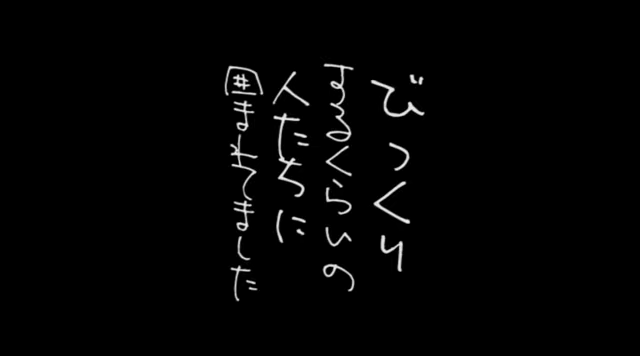 びっくり
するくらいの
人たちに
囲まれてました